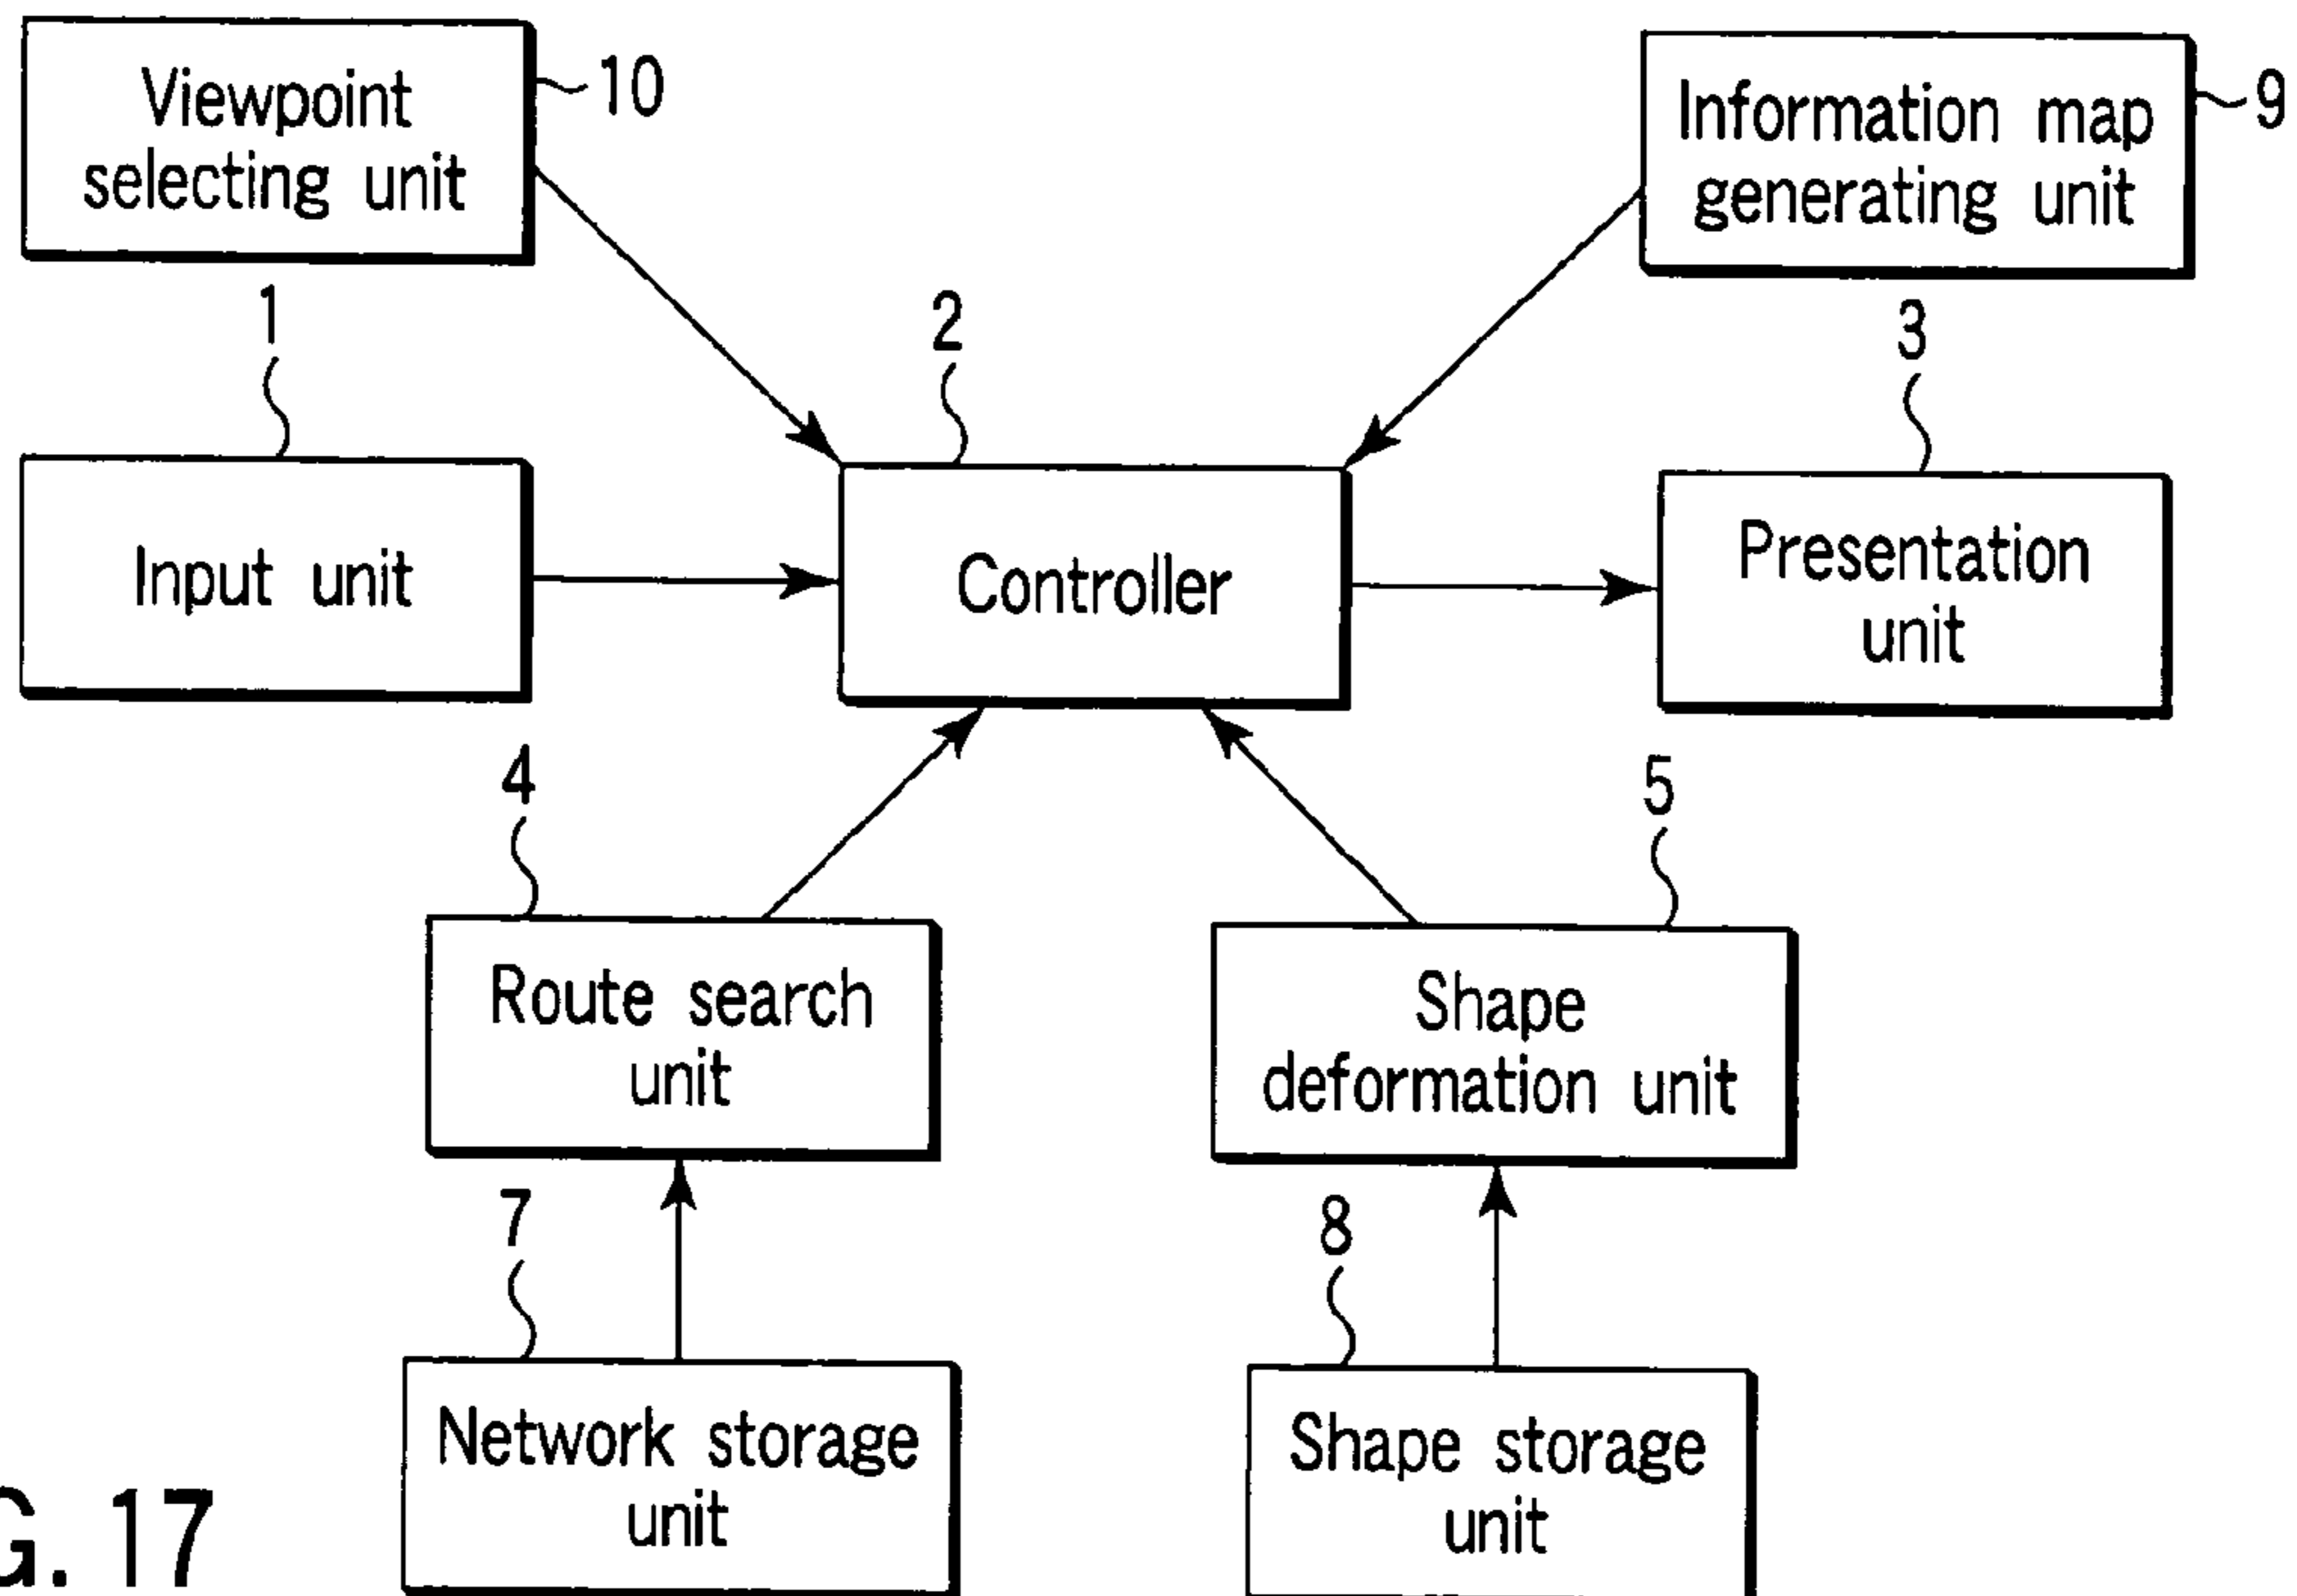 Viewpoint
selecting unit
10
Information map
generating unit
9
1
2
3
Input unit
Controller
Presentation
unit
4
5
Route search
unit
Shape
deformation unit
7
8
Network storage
unit
Shape storage
unit
G. 17